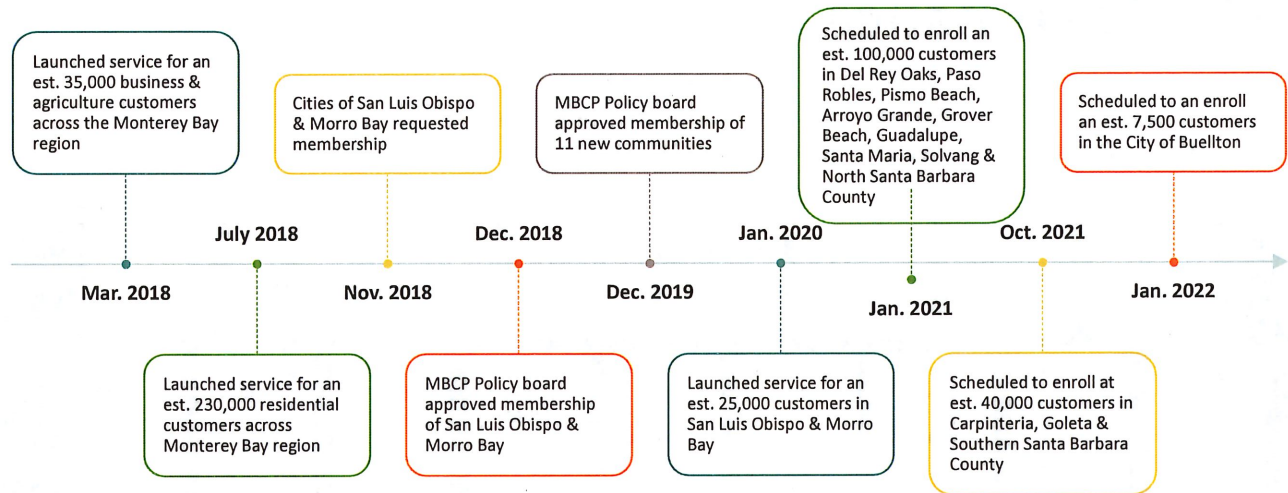 Launched service for an
est. 35,000 business &
agriculture customers
across the Monterey Bay
region
Cities of San Luis Obispo
& Morro Bay requested
membership
MBCP Policy board
approved membership of
11 new communities
Scheduled to enroll an
est. 100,000 customers
in Del Rey Oaks, Paso
Robles, Pismo Beach,
Arroyo Grande, Grover
Beach, Guadalupe,
Santa Maria, Solvang &
North Santa Barbara
County
Scheduled to an enroll
an est. 7,500 customers
in the City of Buellton
July 2018
Dec. 2018
Jan. 2020
Oct. 2021
Mar. 2018
Nov. 2018
Dec. 2019
Jan. 2021
Jan. 2022
Launched service for an
est. 230,000 residential
customers across
Monterey Bay region
MBCP Policy board
approved membership
of San Luis Obispo &
Morro Bay
Launched service for an
est. 25,000 customers in
San Luis Obispo & Morro
Bay
Scheduled to enroll at
est. 40,000 customers in
Carpinteria, Goleta &
Southern Santa Barbara
County